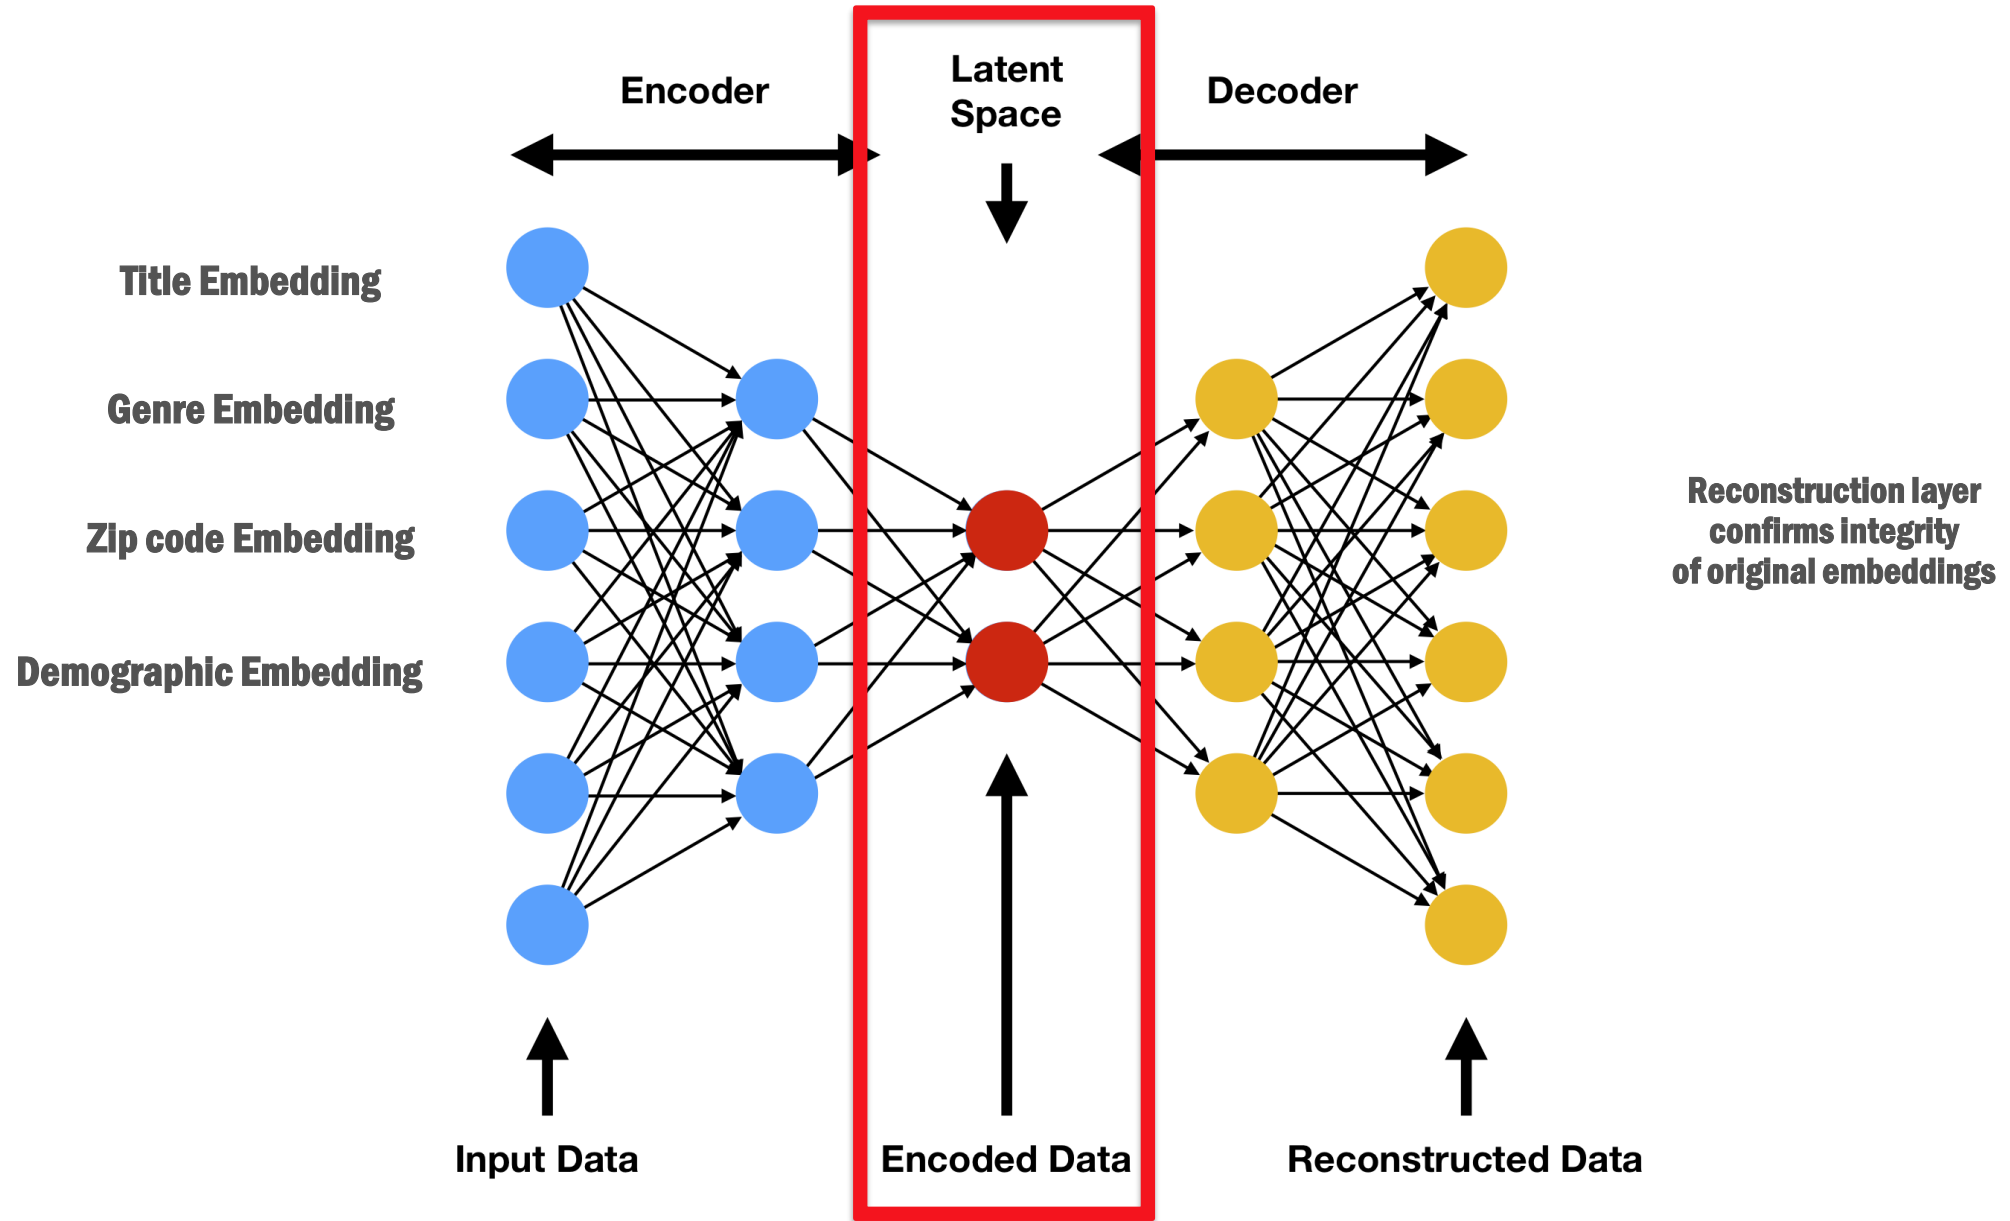 Encoder
Latent
Space
Decoder
Title Embedding
Genre Embedding
Zip code Embedding
Demographic Embedding
Reconstruction layer
confirms integrity
of original embeddings
Input Data
Encoded Data
Reconstructed Data